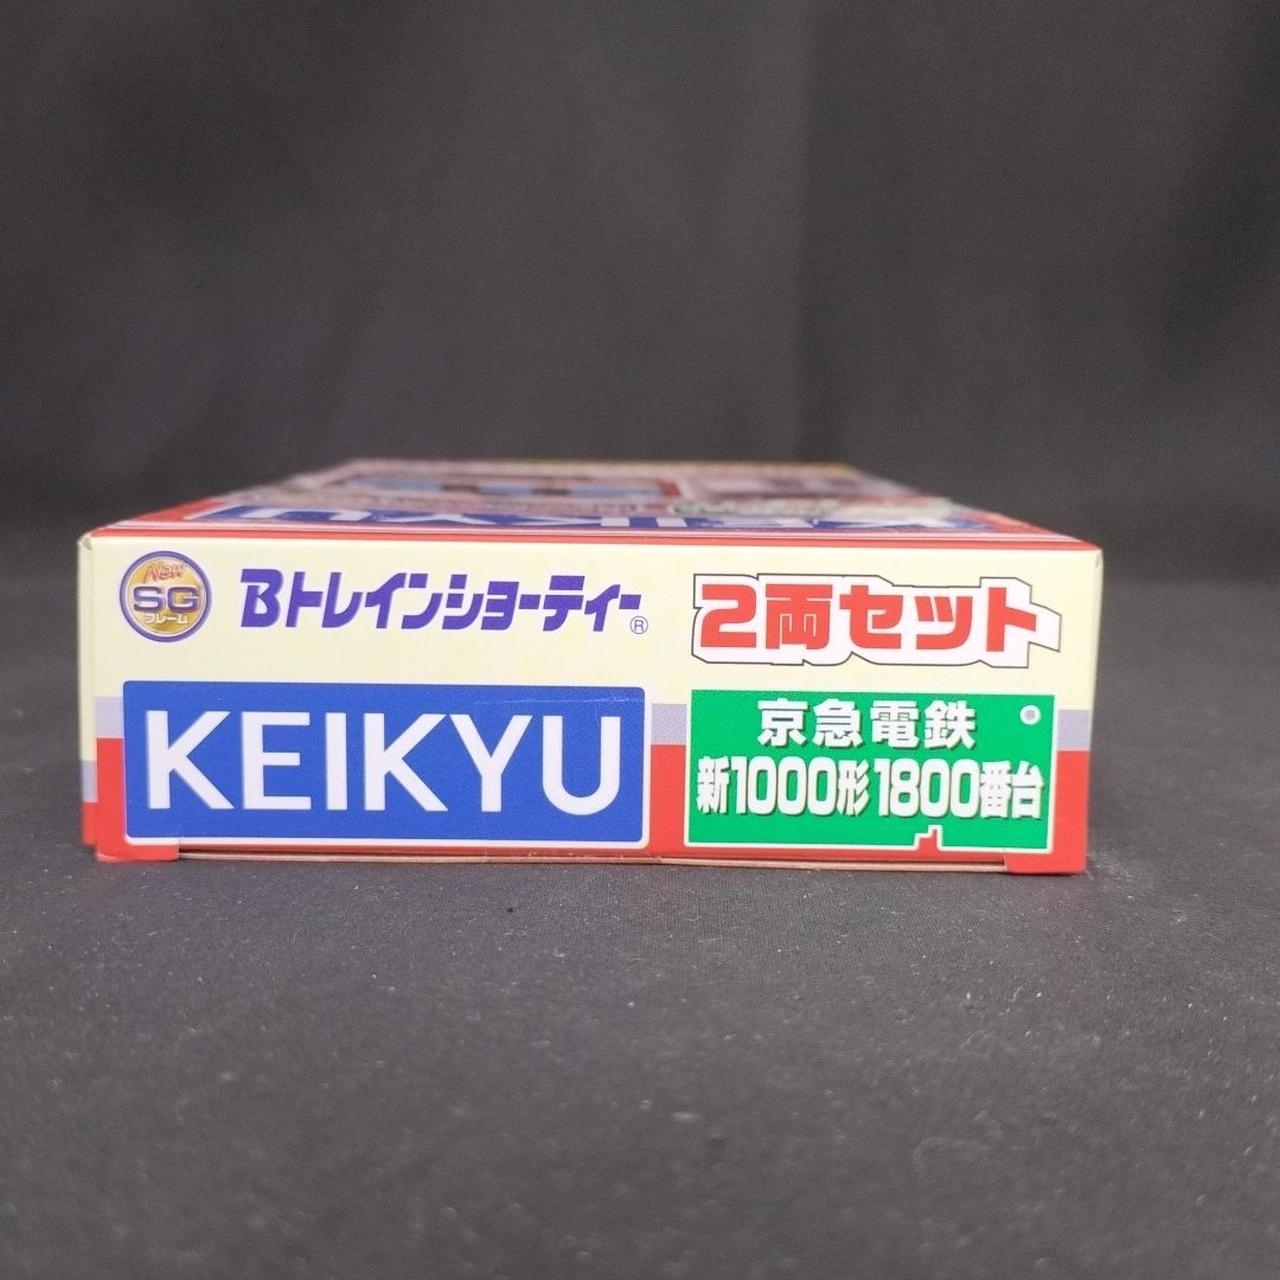 New
SG
フレーム
Bトレインショーティー®
2両セット
KEIKYU
京急電鉄
新1000形1800番台